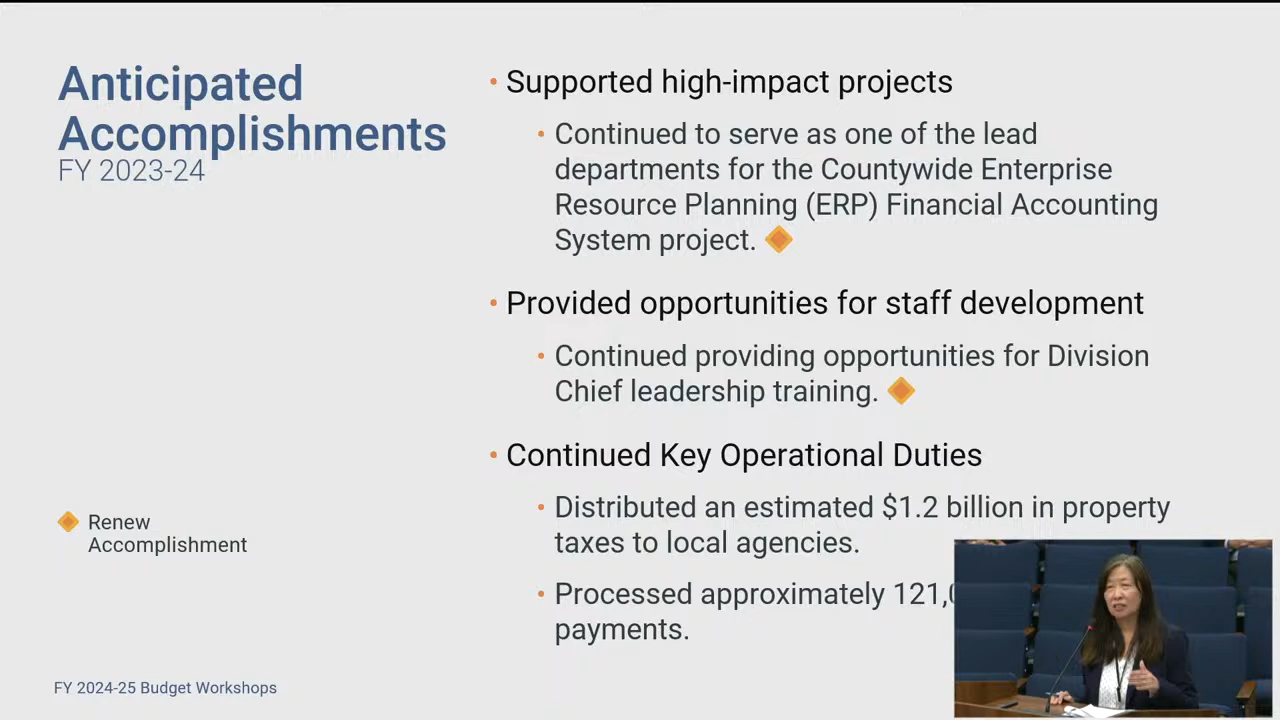 Anticipated
Accomplishments
FY 2023-24
• Supported high-impact projects
• Continued to serve as one of the lead
departments for the Countywide Enterprise
Resource Planning (ERP) Financial Accounting
System project.
• Provided opportunities for staff development
• Continued providing opportunities for Division
Chief leadership training.
• Continued Key Operational Duties
• Distributed an estimated $1.2 billion in property
taxes to local agencies.
• Processed approximately
payments.
Renew
Accomplishment
FY 2024-25 Budget Workshops